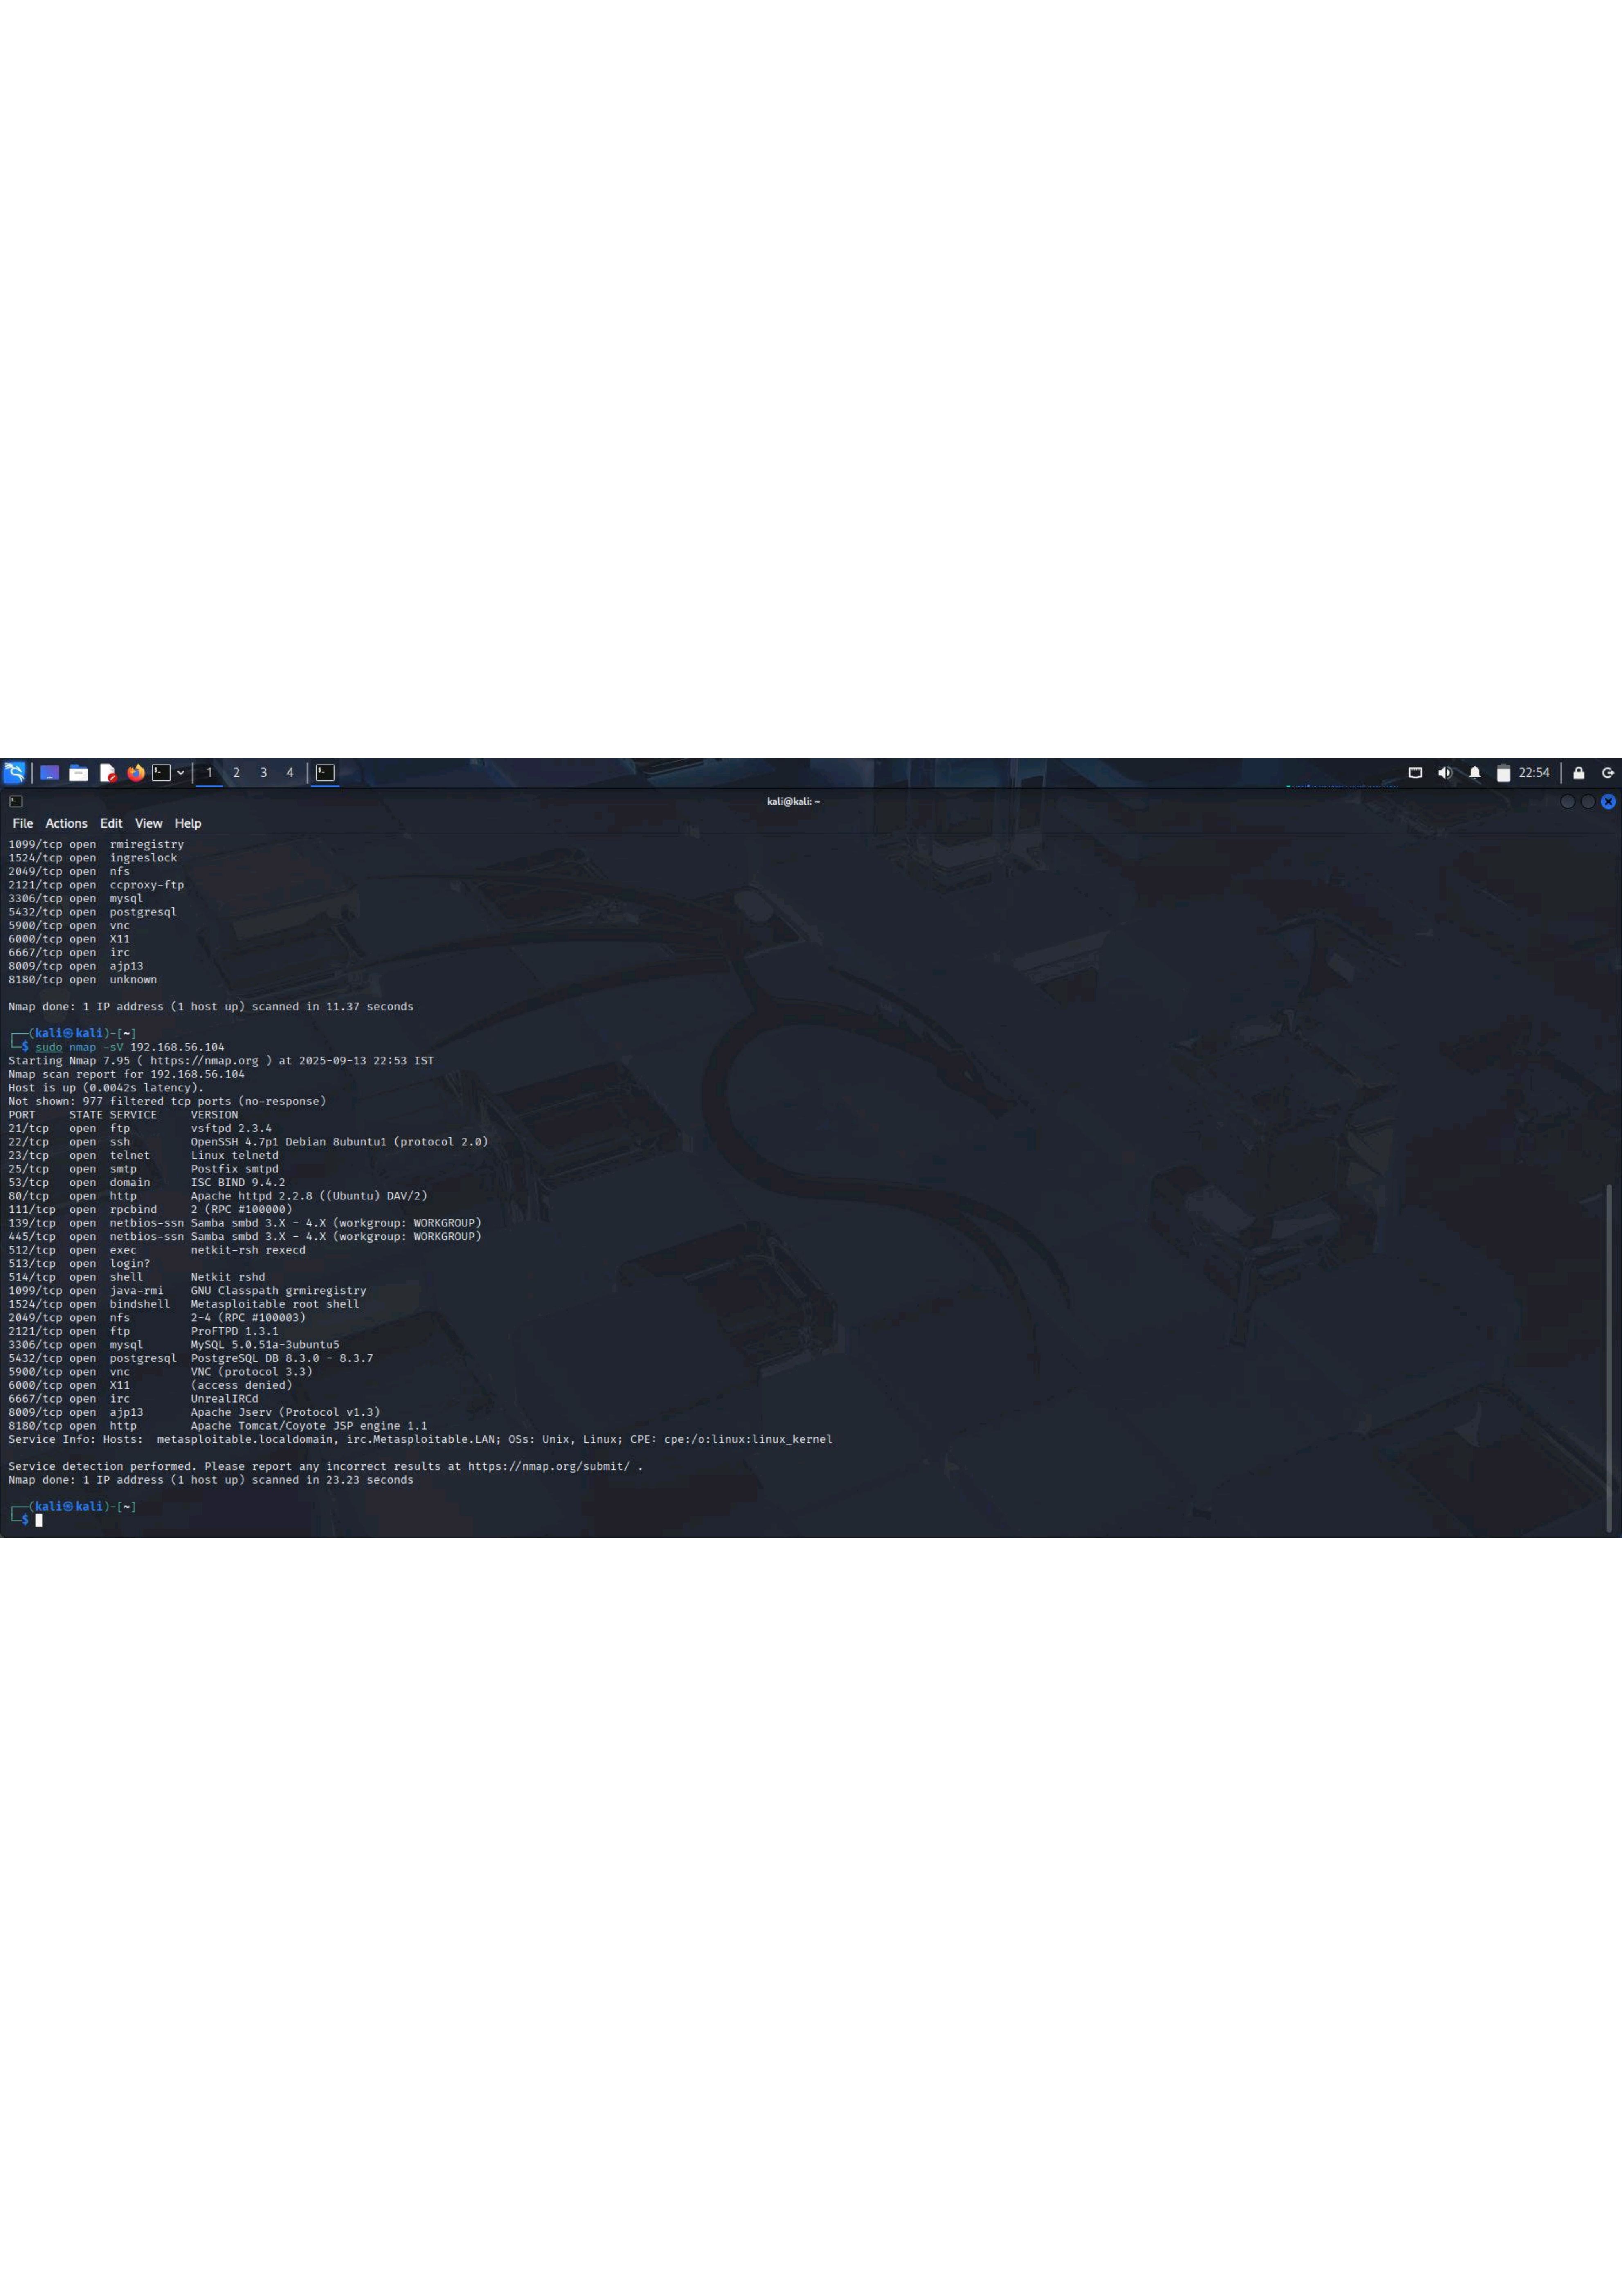 1 2 3 4 22:54
kali@kali: ~
File Actions Edit View Help
1099/tcp open  rmiregistry
1524/tcp open  ingreslock
2049/tcp open  nfs
2121/tcp open  ccproxy-ftp
3306/tcp open  mysql
5432/tcp open  postgresql
5900/tcp open  vnc
6000/tcp open  X11
6667/tcp open  irc
8009/tcp open  ajp13
8180/tcp open  unknown
Nmap done: 1 IP address (1 host up) scanned in 11.37 seconds
┌──(kali㉿kali)-[~]
└─$ sudo nmap -sV 192.168.56.104
Starting Nmap 7.95 ( https://nmap.org ) at 2025-09-13 22:53 IST
Nmap scan report for 192.168.56.104
Host is up (0.0042s latency).
Not shown: 977 filtered tcp ports (no-response)
PORT     STATE SERVICE     VERSION
21/tcp   open  ftp         vsftpd 2.3.4
22/tcp   open  ssh         OpenSSH 4.7p1 Debian 8ubuntu1 (protocol 2.0)
23/tcp   open  telnet      Linux telnetd
25/tcp   open  smtp        Postfix smtpd
53/tcp   open  domain      ISC BIND 9.4.2
80/tcp   open  http        Apache httpd 2.2.8 ((Ubuntu) DAV/2)
111/tcp  open  rpcbind     2 (RPC #100000)
139/tcp  open  netbios-ssn Samba smbd 3.X - 4.X (workgroup: WORKGROUP)
445/tcp  open  netbios-ssn Samba smbd 3.X - 4.X (workgroup: WORKGROUP)
512/tcp  open  exec        netkit-rsh rexecd
513/tcp  open  login?
514/tcp  open  shell       Netkit rshd
1099/tcp open  java-rmi    GNU Classpath grmiregistry
1524/tcp open  bindshell   Metasploitable root shell
2049/tcp open  nfs         2-4 (RPC #100003)
2121/tcp open  ftp         ProFTPD 1.3.1
3306/tcp open  mysql       MySQL 5.0.51a-3ubuntu5
5432/tcp open  postgresql  PostgreSQL DB 8.3.0 - 8.3.7
5900/tcp open  vnc         VNC (protocol 3.3)
6000/tcp open  X11         (access denied)
6667/tcp open  irc         UnrealIRCd
8009/tcp open  ajp13       Apache Jserv (Protocol v1.3)
8180/tcp open  http        Apache Tomcat/Coyote JSP engine 1.1
Service Info: Hosts:  metasploitable.localdomain, irc.Metasploitable.LAN; OSs: Unix, Linux; CPE: cpe:/o:linux:linux_kernel
Service detection performed. Please report any incorrect results at https://nmap.org/submit/ .
Nmap done: 1 IP address (1 host up) scanned in 23.23 seconds
┌──(kali㉿kali)-[~]
└─$